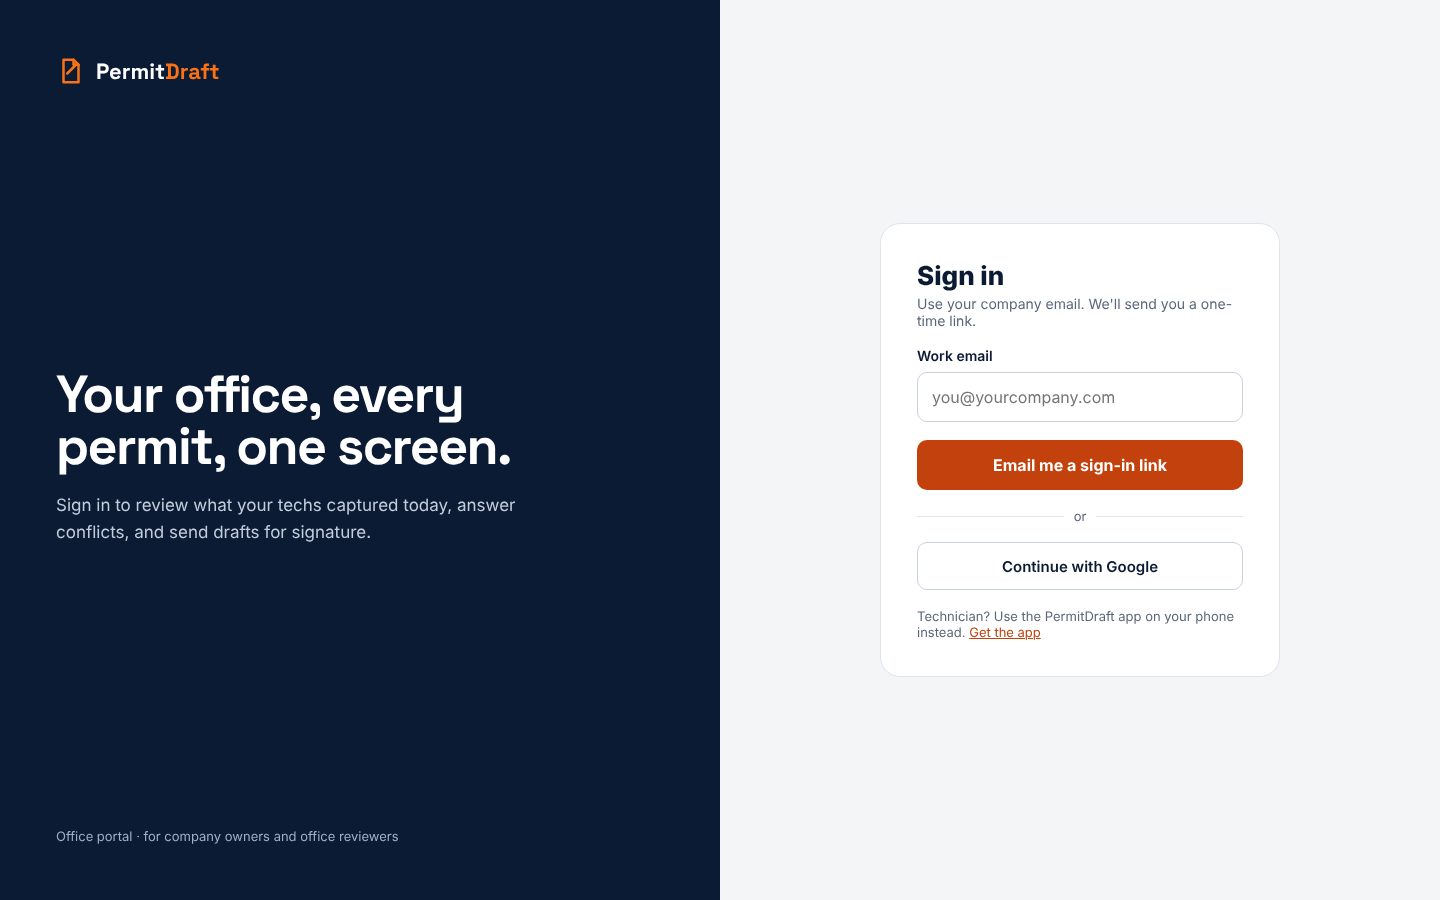 PermitDraft
Your office, every
permit, one screen.
Sign in to review what your techs captured today, answer
conflicts, and send drafts for signature.
Office portal · for company owners and office reviewers
Sign in
Use your company email. We'll send you a one-
time link.
Work email
you@yourcompany.com
Email me a sign-in link
or
Continue with Google
Technician? Use the PermitDraft app on your phone
instead. Get the app